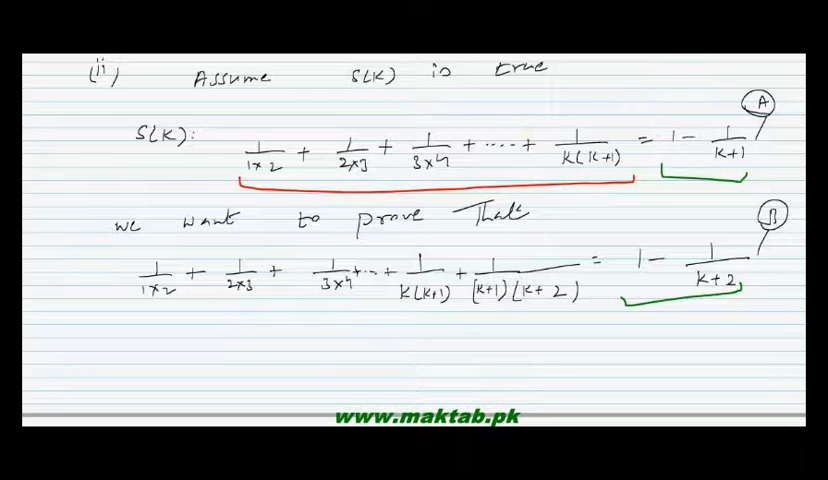 (ii) Assume S(K) is true
A
S(K): 1/1×2 + 1/2×3 + 1/3×4 + ..... + 1/K(K+1) = 1 - 1/K+1
we want to prove That
B
1/1×2 + 1/2×3 + 1/3×4 + ... + 1/K(K+1) + 1/(K+1)(K+2) = 1 - 1/K+2
www.maktab.pk